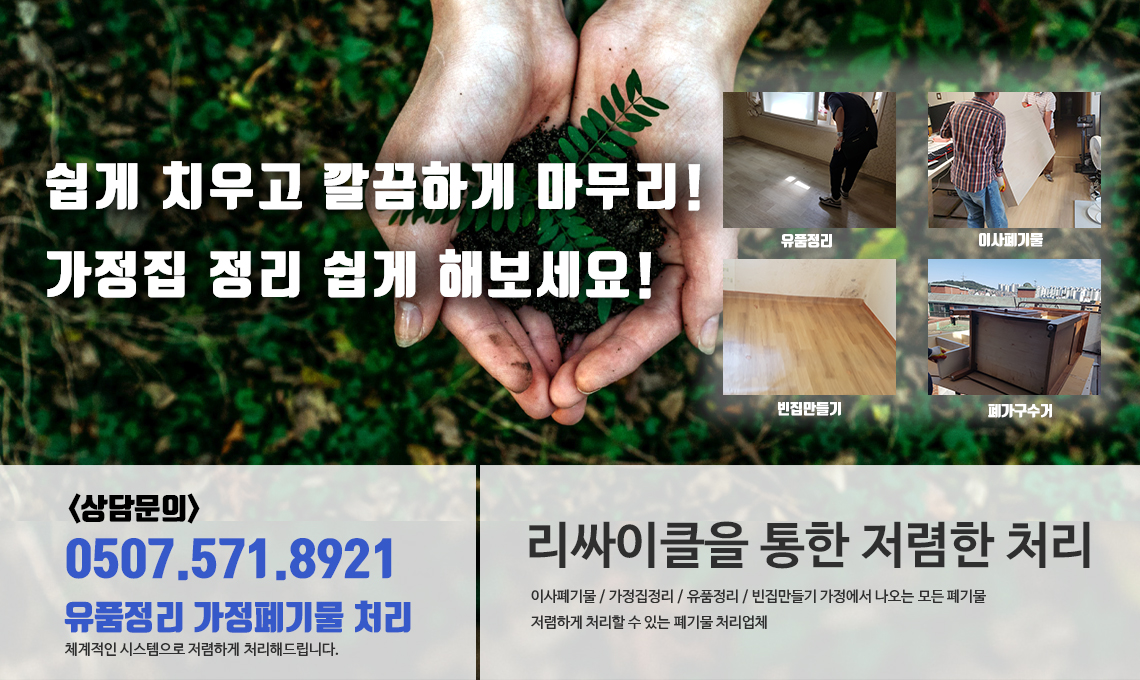 쉽게 치우고 깔끔하게 마무리!
가정집 정리 쉽게 해보세요!
유품정리
이사폐기물
빈집만들기
폐가구수거
<상담문의>
0507.571.8921
유품정리 가정폐기물 처리
체계적인 시스템으로 저렴하게 처리해드립니다.
리싸이클을 통한 저렴한 처리
이사폐기물 / 가정집정리 / 유품정리 / 빈집만들기 가정에서 나오는 모든 폐기물
저렴하게 처리할 수 있는 폐기물 처리업체